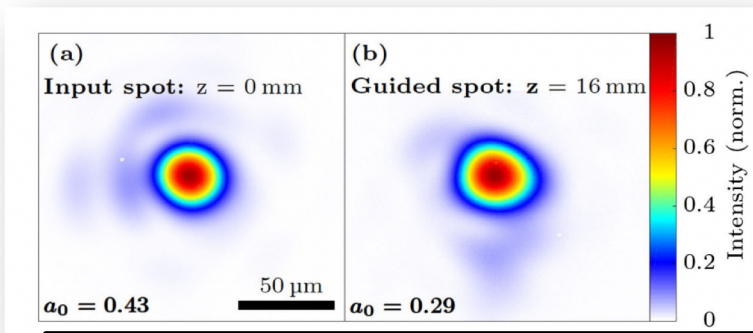 (a)
Input spot: z = 0 mm
a₀ = 0.43
50 µm
(b)
Guided spot: z = 16 mm
a₀ = 0.29
1
0.8
0.6
0.4
0.2
0
Intensity (norm.)